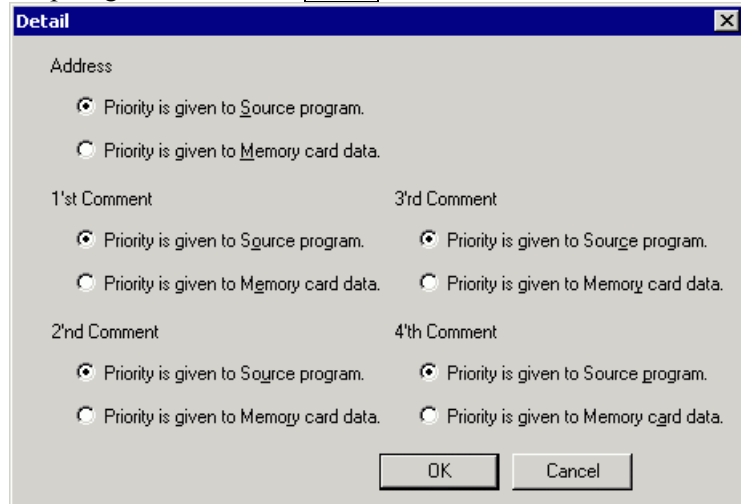 Detail
Address
Priority is given to Source program.
Priority is given to Memory card data.
1'st Comment
Priority is given to Source program.
Priority is given to Memory card data.
3'rd Comment
Priority is given to Source program.
Priority is given to Memory card data.
2'nd Comment
Priority is given to Source program.
Priority is given to Memory card data.
4'th Comment
Priority is given to Source program.
Priority is given to Memory card data.
OK
Cancel